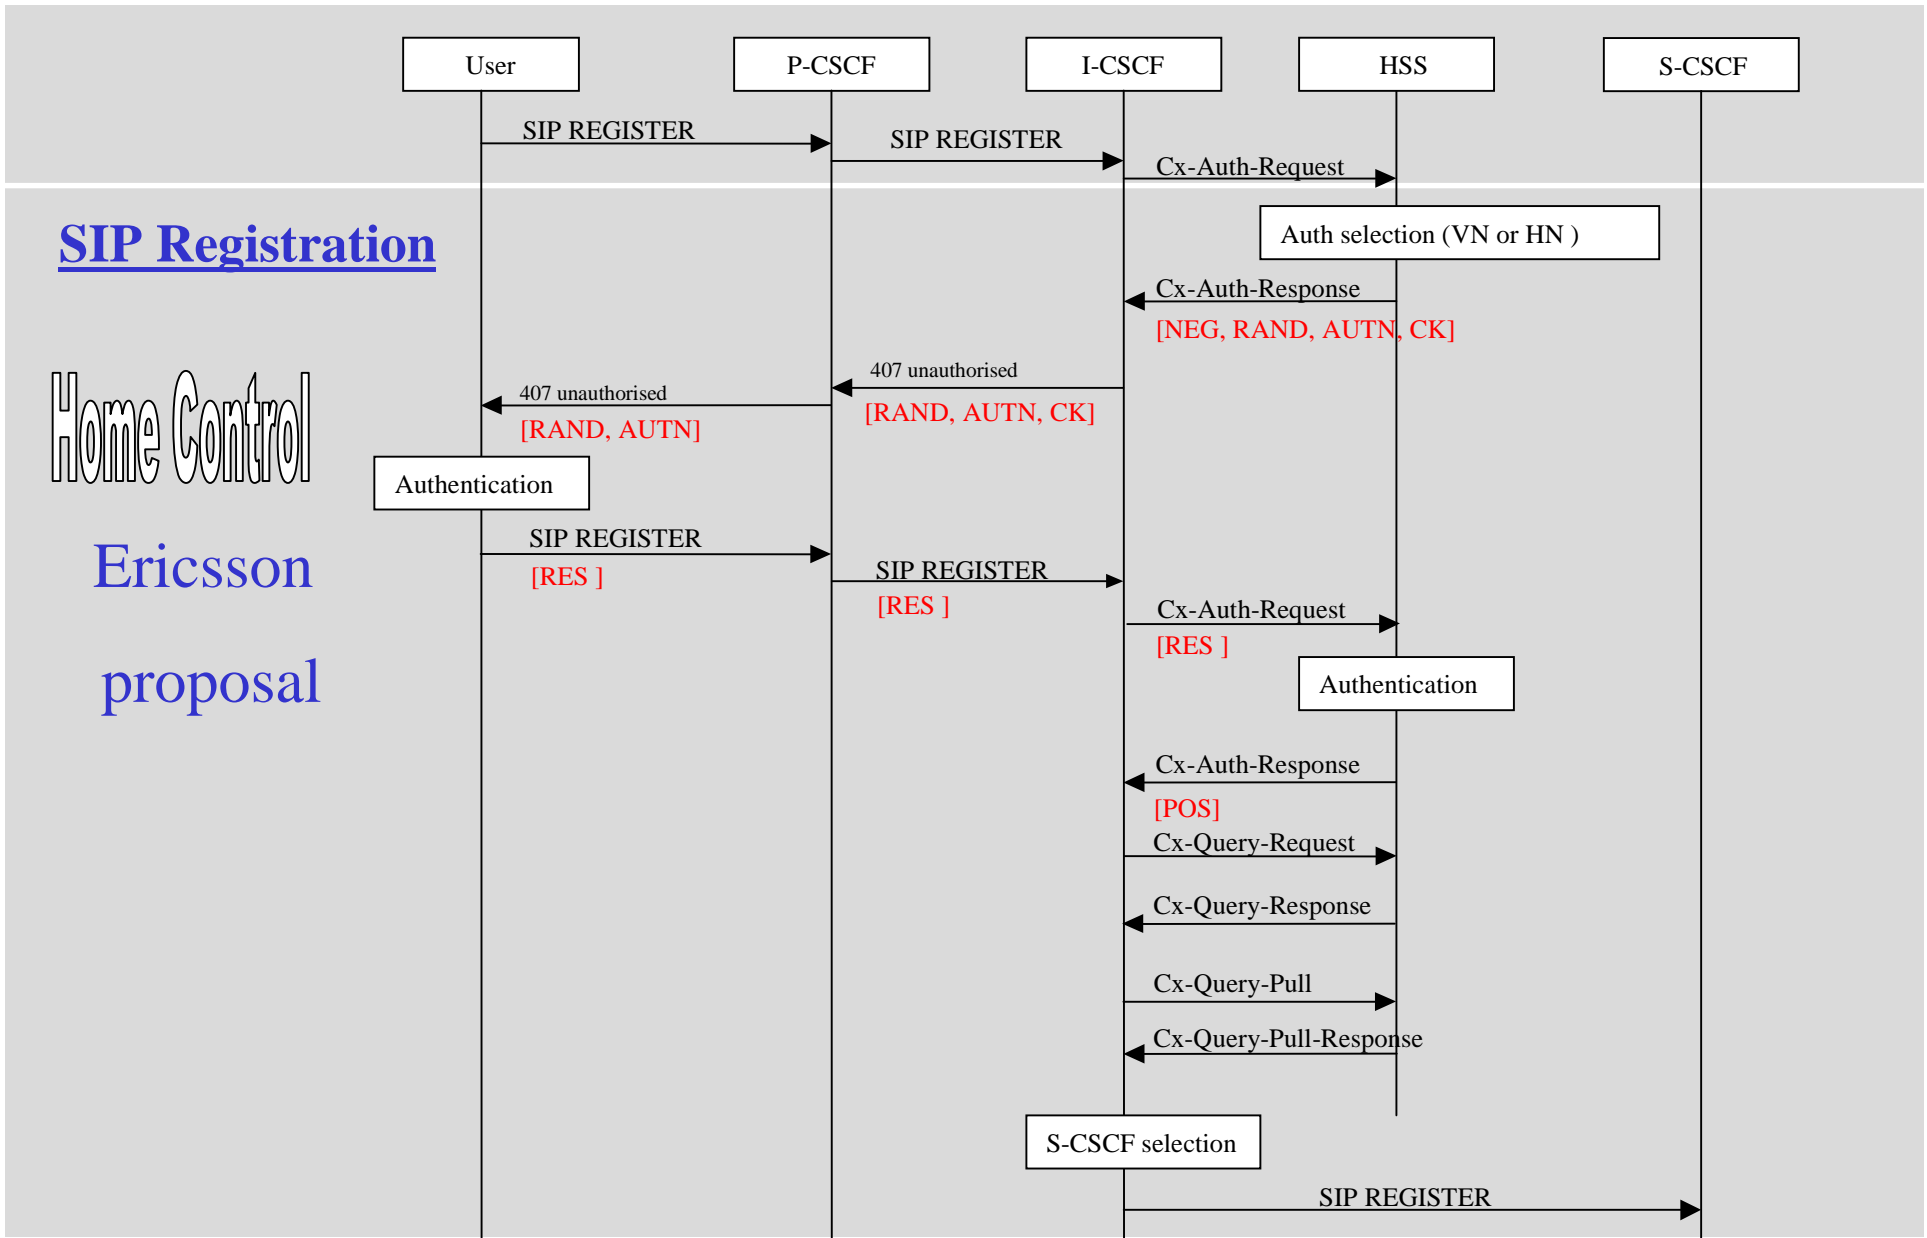 User
P-CSCF
I-CSCF
HSS
S-CSCF
SIP REGISTER
SIP REGISTER
Cx-Auth-Request
SIP Registration
Auth selection (VN or HN )
Cx-Auth-Response
[NEG, RAND, AUTN, CK]
407 unauthorised
[RAND, AUTN, CK]
407 unauthorised
[RAND, AUTN]
Home Control
Authentication
SIP REGISTER
[RES ]
Ericsson
proposal
SIP REGISTER
[RES ]
Cx-Auth-Request
[RES ]
Authentication
Cx-Auth-Response
[POS]
Cx-Query-Request
Cx-Query-Response
Cx-Query-Pull
Cx-Query-Pull-Response
S-CSCF selection
SIP REGISTER